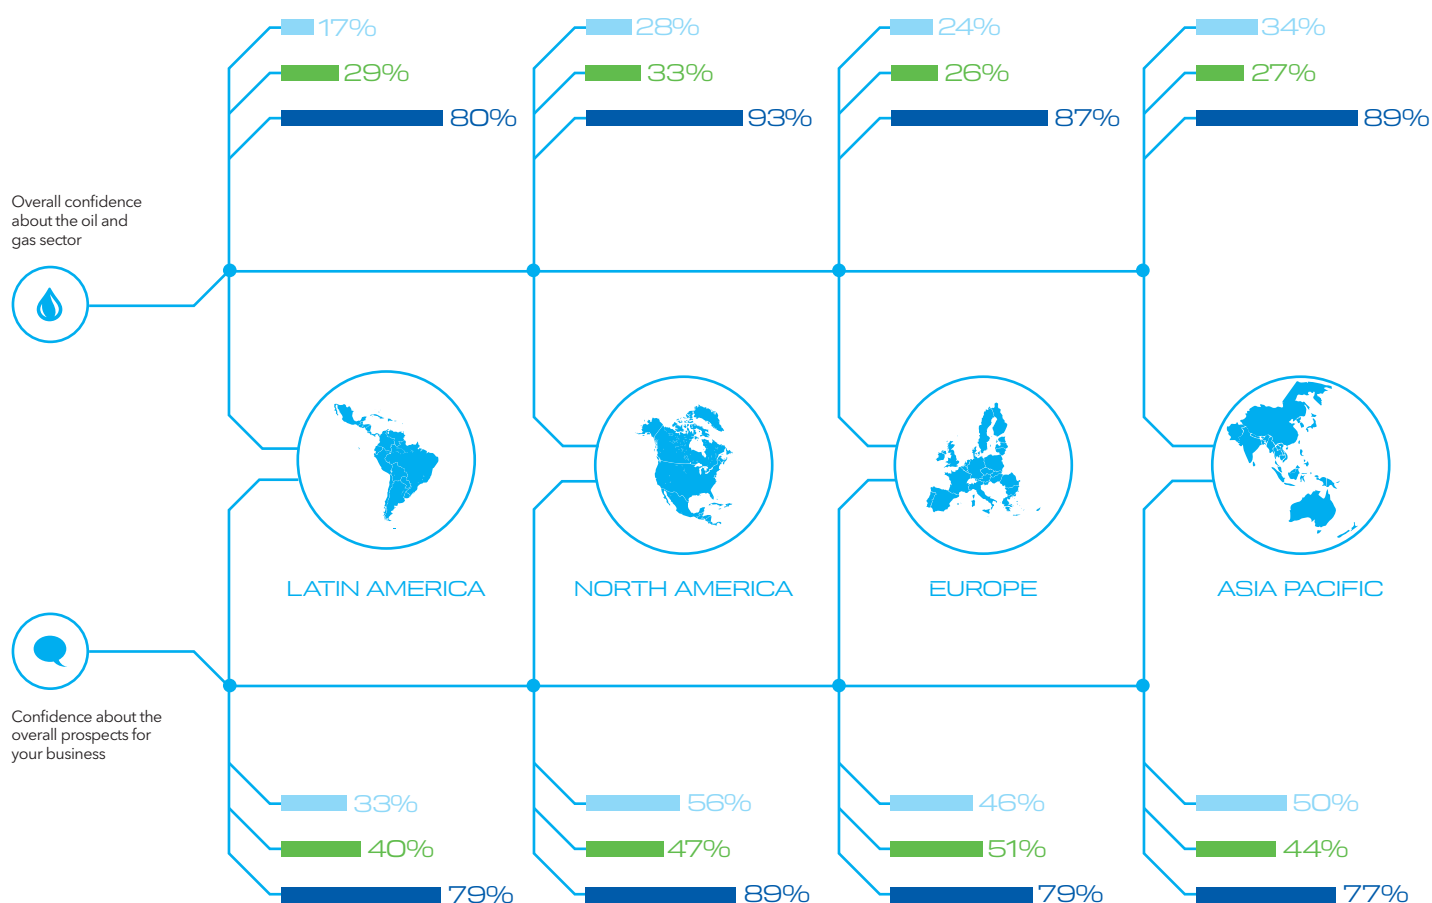 17%
28%
24%
34%
29%
33%
26%
27%
80%
93%
87%
89%
Overall confidence
about the oil and
gas sector
LATIN AMERICA
NORTH AMERICA
EUROPE
ASIA PACIFIC
Confidence about the
overall prospects for
your business
33%
56%
46%
50%
40%
47%
51%
44%
79%
89%
79%
77%